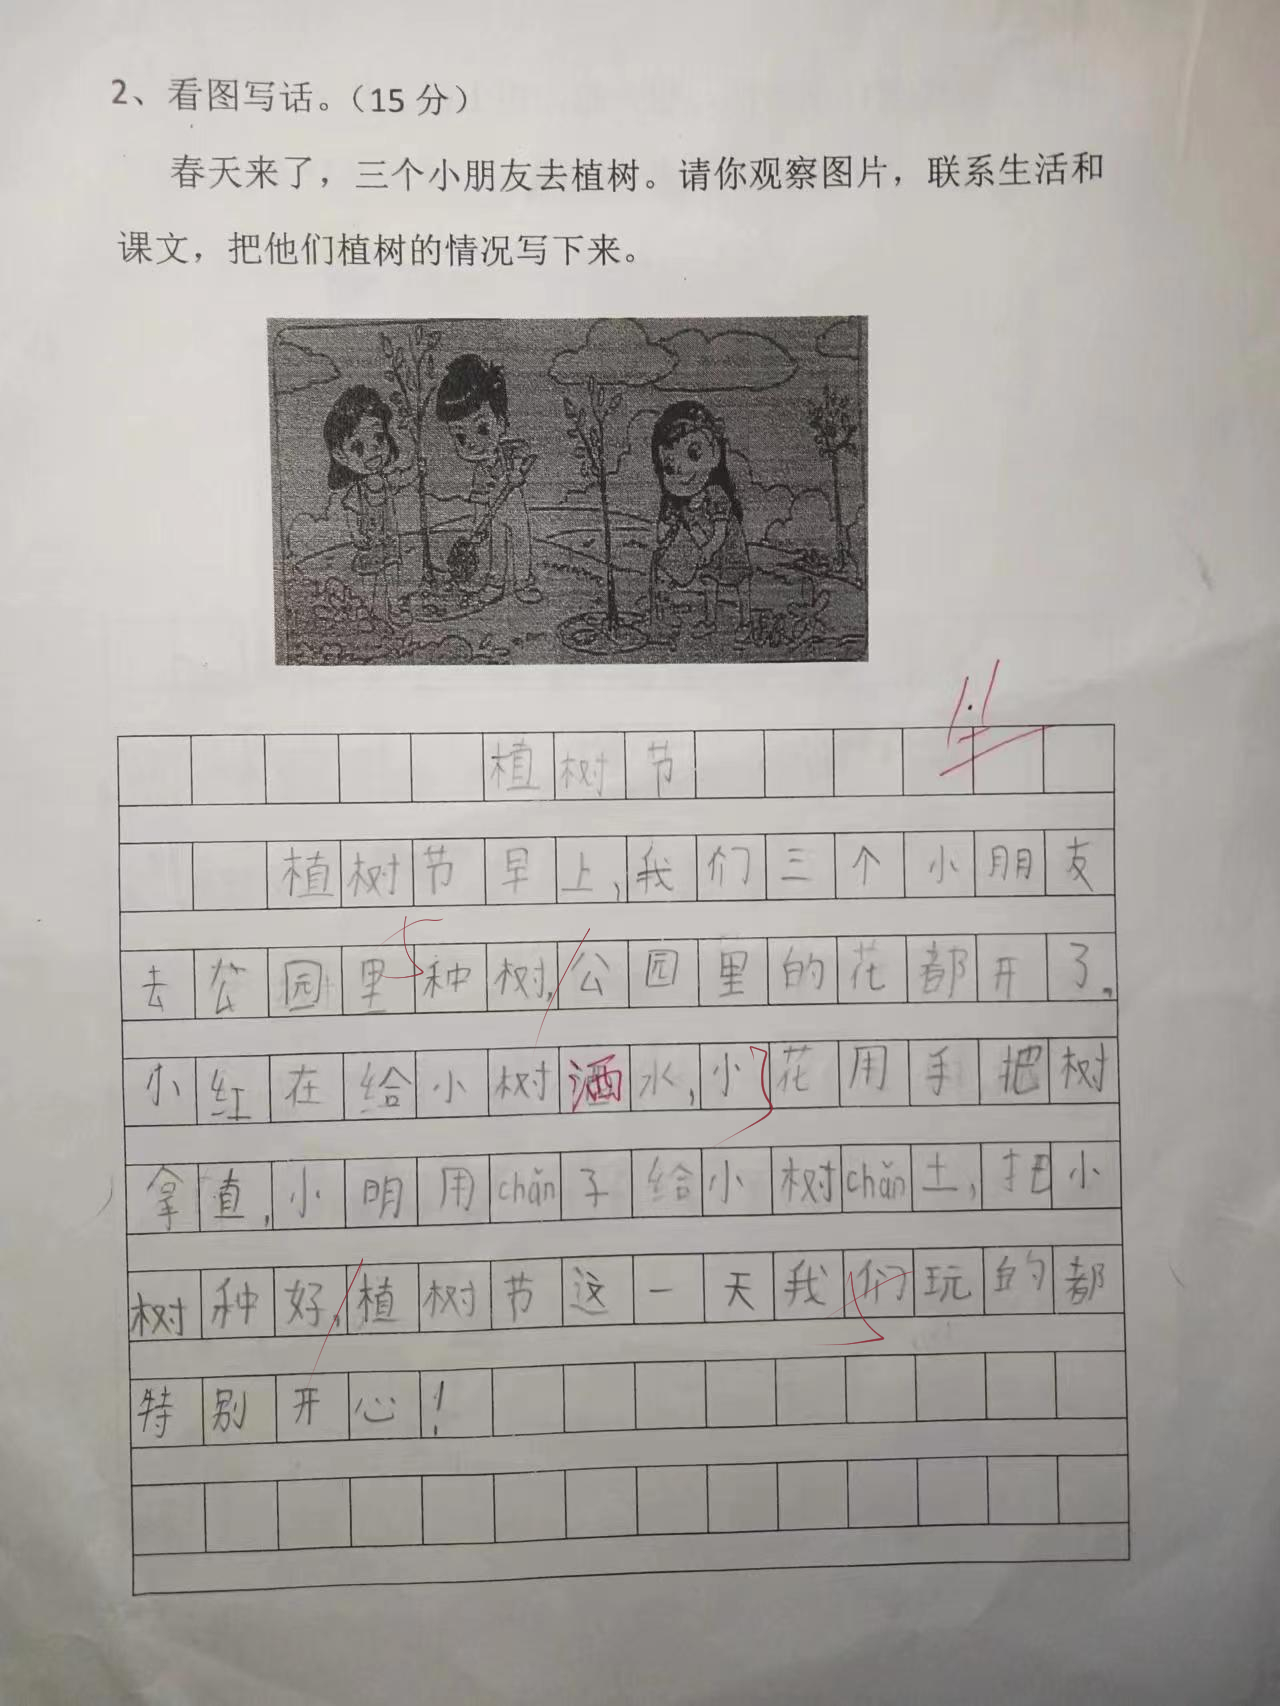 2、看图写话。（15分）
春天来了，三个小朋友去植树。请你观察图片，联系生活和
课文，把他们植树的情况写下来。
植树节
植树节早上，我们三个小朋友
去公园里种树，公园里的花都开了。
小红在给小树洒水，小花用手把树
拿直，小明用chǎn子给小树chǎn土，把小
树种好，植树节这一天我们玩的都
特别开心！